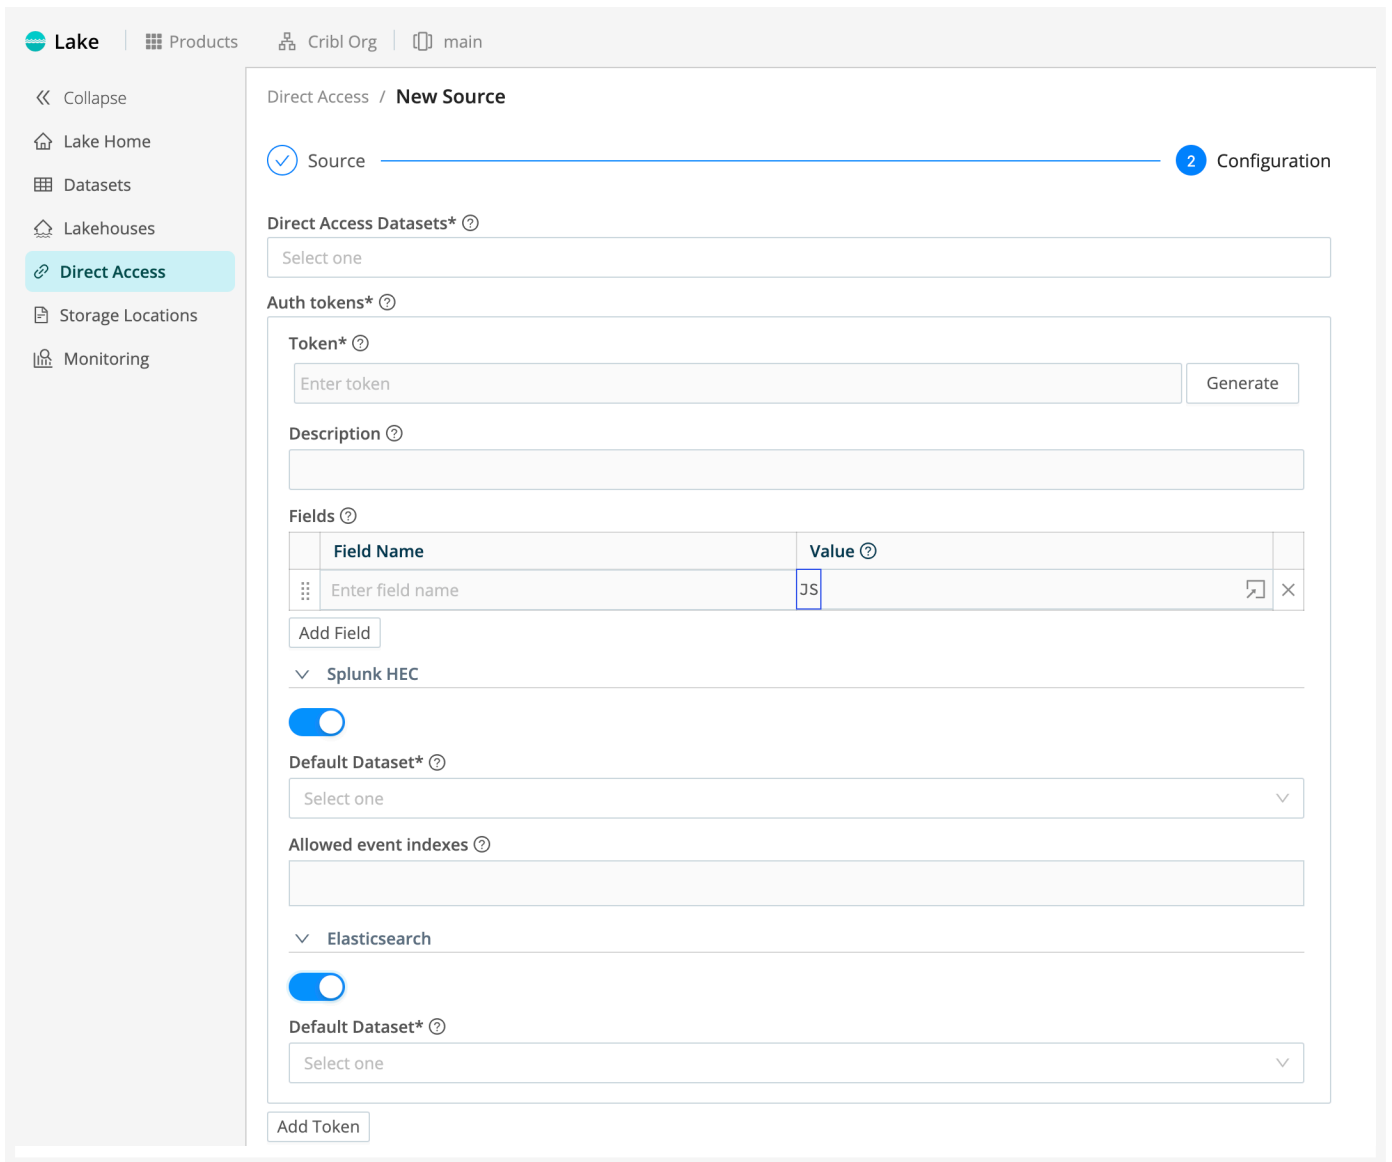 Lake
Products
Cribl Org
main
Collapse
Lake Home
Datasets
Lakehouses
Direct Access
Storage Locations
Monitoring
Direct Access / New Source
Source
2 Configuration
Direct Access Datasets*
Select one
Auth tokens*
Token*
Enter token
Generate
Description
Fields
Field Name
Value
Enter field name
JS
Add Field
Splunk HEC
Default Dataset*
Select one
Allowed event indexes
Elasticsearch
Default Dataset*
Select one
Add Token